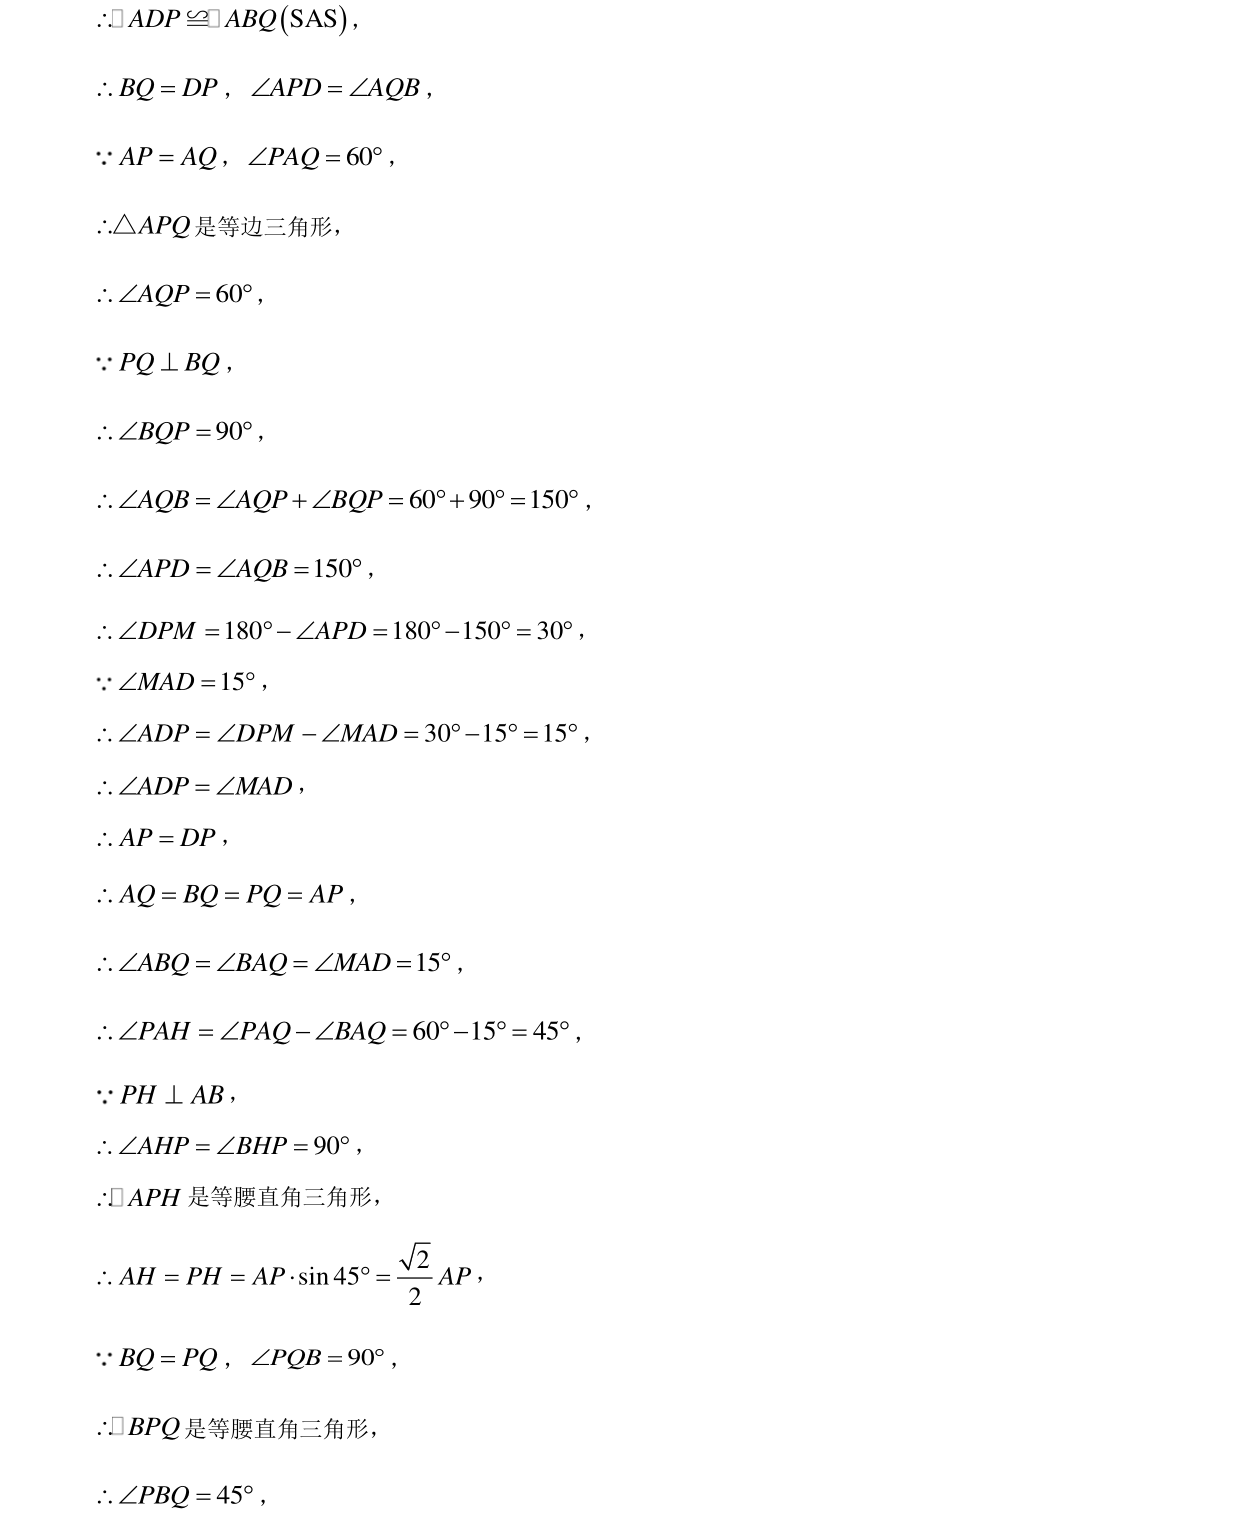 ∴□ ADP ≌□ ABQ(SAS)，
∴ BQ = DP，∠APD = ∠AQB，
∵ AP = AQ，∠PAQ = 60°，
∴△APQ是等边三角形，
∴∠AQP = 60°，
∵ PQ ⊥ BQ，
∴∠BQP = 90°，
∴∠AQB = ∠AQP + ∠BQP = 60° + 90° = 150°，
∴∠APD = ∠AQB = 150°，
∴∠DPM = 180° − ∠APD = 180° − 150° = 30°，
∵∠MAD = 15°，
∴∠ADP = ∠DPM − ∠MAD = 30° − 15° = 15°，
∴∠ADP = ∠MAD，
∴ AP = DP，
∴ AQ = BQ = PQ = AP，
∴∠ABQ = ∠BAQ = ∠MAD = 15°，
∴∠PAH = ∠PAQ − ∠BAQ = 60° − 15° = 45°，
∵ PH ⊥ AB，
∴∠AHP = ∠BHP = 90°，
∴□ APH 是等腰直角三角形，
∴ AH = PH = AP·sin 45° = √2/2 AP，
∵ BQ = PQ，∠PQB = 90°，
∴□ BPQ是等腰直角三角形，
∴∠PBQ = 45°，